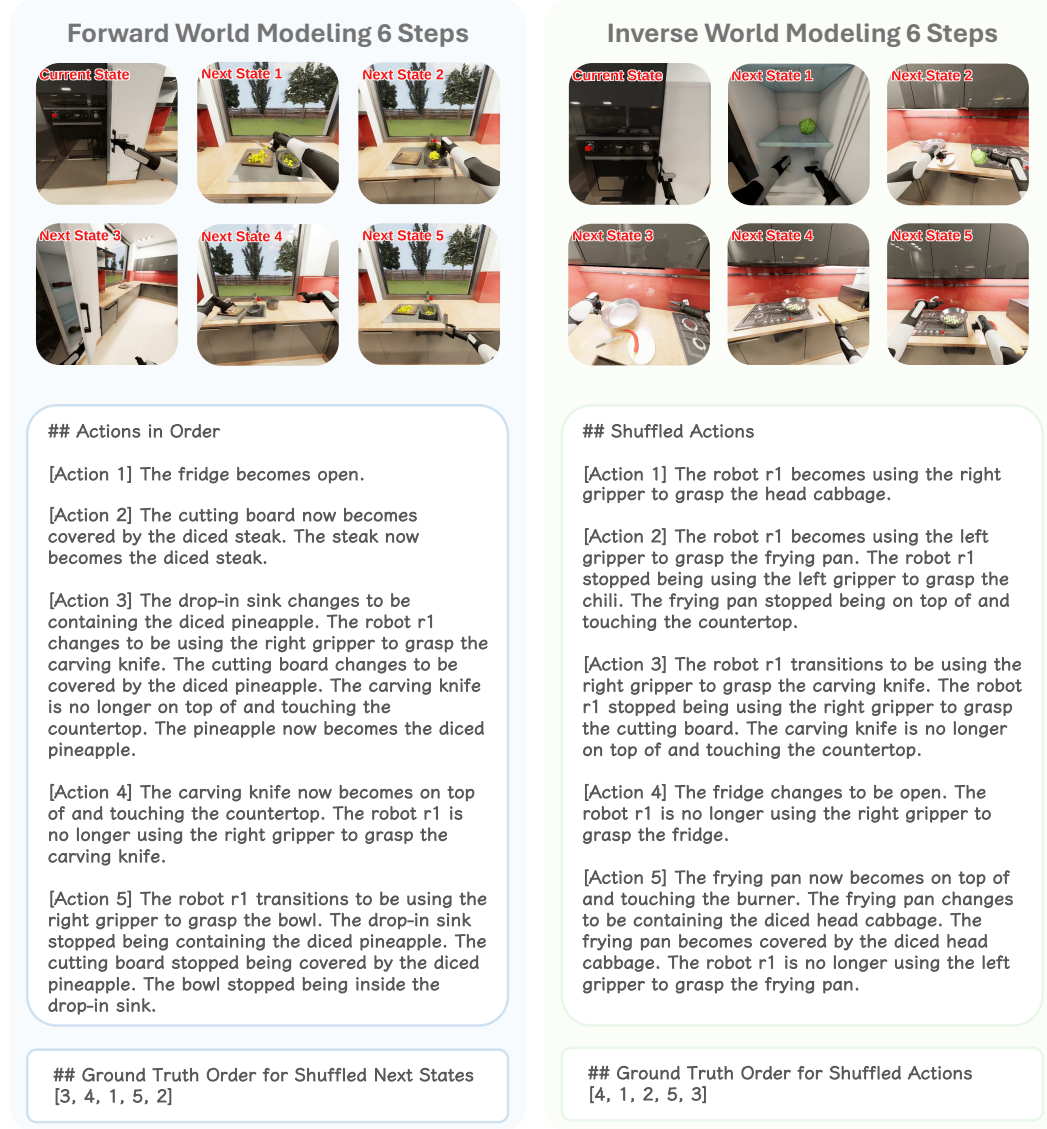 Forward World Modeling 6 Steps
Current State
Next State 1
Next State 2
Next State 3
Next State 4
Next State 5
## Actions in Order
[Action 1] The fridge becomes open.
[Action 2] The cutting board now becomes
covered by the diced steak. The steak now
becomes the diced steak.
[Action 3] The drop-in sink changes to be
containing the diced pineapple. The robot r1
changes to be using the right gripper to grasp the
carving knife. The cutting board changes to be
covered by the diced pineapple. The carving knife
is no longer on top of and touching the
countertop. The pineapple now becomes the diced
pineapple.
[Action 4] The carving knife now becomes on top
of and touching the countertop. The robot r1 is
no longer using the right gripper to grasp the
carving knife.
[Action 5] The robot r1 transitions to be using the
right gripper to grasp the bowl. The drop-in sink
stopped being containing the diced pineapple. The
cutting board stopped being covered by the diced
pineapple. The bowl stopped being inside the
drop-in sink.
## Ground Truth Order for Shuffled Next States
[3, 4, 1, 5, 2]
Inverse World Modeling 6 Steps
Current State
Next State 1
Next State 2
Next State 3
Next State 4
Next State 5
## Shuffled Actions
[Action 1] The robot r1 becomes using the right
gripper to grasp the head cabbage.
[Action 2] The robot r1 becomes using the left
gripper to grasp the frying pan. The robot r1
stopped being using the left gripper to grasp the
chili. The frying pan stopped being on top of and
touching the countertop.
[Action 3] The robot r1 transitions to be using the
right gripper to grasp the carving knife. The robot
r1 stopped being using the right gripper to grasp
the cutting board. The carving knife is no longer
on top of and touching the countertop.
[Action 4] The fridge changes to be open. The
robot r1 is no longer using the right gripper to
grasp the fridge.
[Action 5] The frying pan now becomes on top of
and touching the burner. The frying pan changes
to be containing the diced head cabbage. The
frying pan becomes covered by the diced head
cabbage. The robot r1 is no longer using the left
gripper to grasp the frying pan.
## Ground Truth Order for Shuffled Actions
[4, 1, 2, 5, 3]